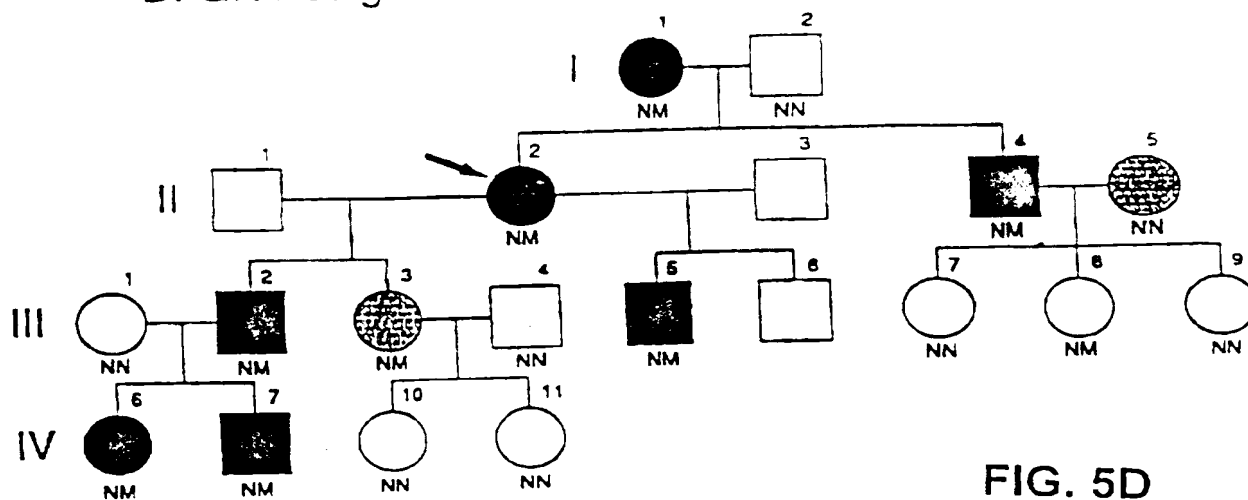 1 2
I
NM NN
1 2 3 4 5
II
NM NM NN
1 2 3 4 5 6 7 8 9
III
NN NM NM NN NM NN NM NN
6 7 10 11
IV
NM NM NN NN
FIG. 5D